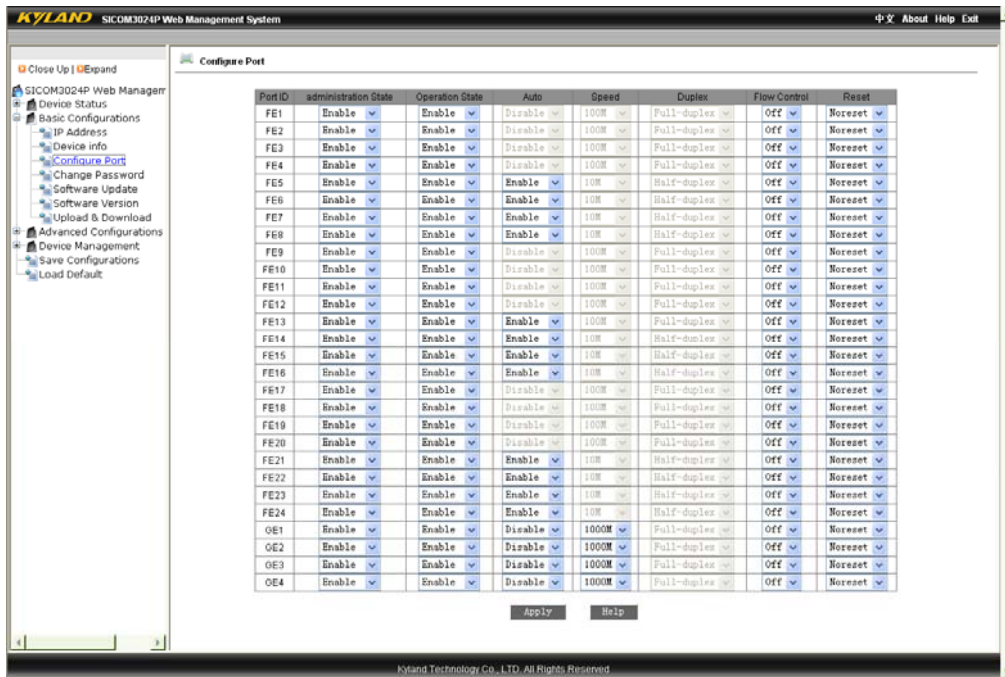 KYLAND SICOM3024P Web Management System 中文 About Help Exit
Close Up | Expand
Configure Port
SICOM3024P Web Managem
Device Status
Basic Configurations
IP Address
Device info
Configure Port
Change Password
Software Update
Software Version
Upload & Download
Advanced Configurations
Device Management
Save Configurations
Load Default
Port ID administration State Operation State Auto Speed Duplex Flow Control Reset
FE1 Enable Enable Disable 100M Full-duplex Off Noreset
FE2 Enable Enable Disable 100M Full-duplex Off Noreset
FE3 Enable Enable Disable 100M Full-duplex Off Noreset
FE4 Enable Enable Disable 100M Full-duplex Off Noreset
FE5 Enable Enable Enable 10M Half-duplex Off Noreset
FE6 Enable Enable Enable 10M Half-duplex Off Noreset
FE7 Enable Enable Enable 10M Half-duplex Off Noreset
FE8 Enable Enable Enable 10M Half-duplex Off Noreset
FE9 Enable Enable Disable 100M Full-duplex Off Noreset
FE10 Enable Enable Disable 100M Full-duplex Off Noreset
FE11 Enable Enable Disable 100M Full-duplex Off Noreset
FE12 Enable Enable Disable 100M Full-duplex Off Noreset
FE13 Enable Enable Enable 100M Full-duplex Off Noreset
FE14 Enable Enable Enable 10M Half-duplex Off Noreset
FE15 Enable Enable Enable 10M Half-duplex Off Noreset
FE16 Enable Enable Enable 10M Half-duplex Off Noreset
FE17 Enable Enable Disable 100M Full-duplex Off Noreset
FE18 Enable Enable Disable 100M Full-duplex Off Noreset
FE19 Enable Enable Disable 100M Full-duplex Off Noreset
FE20 Enable Enable Disable 100M Full-duplex Off Noreset
FE21 Enable Enable Enable 10M Half-duplex Off Noreset
FE22 Enable Enable Enable 10M Half-duplex Off Noreset
FE23 Enable Enable Enable 10M Half-duplex Off Noreset
FE24 Enable Enable Enable 10M Half-duplex Off Noreset
GE1 Enable Enable Disable 1000M Full-duplex Off Noreset
GE2 Enable Enable Disable 1000M Full-duplex Off Noreset
GE3 Enable Enable Disable 1000M Full-duplex Off Noreset
GE4 Enable Enable Disable 1000M Full-duplex Off Noreset
Apply Help
Kyland Technology Co., LTD. All Rights Reserved